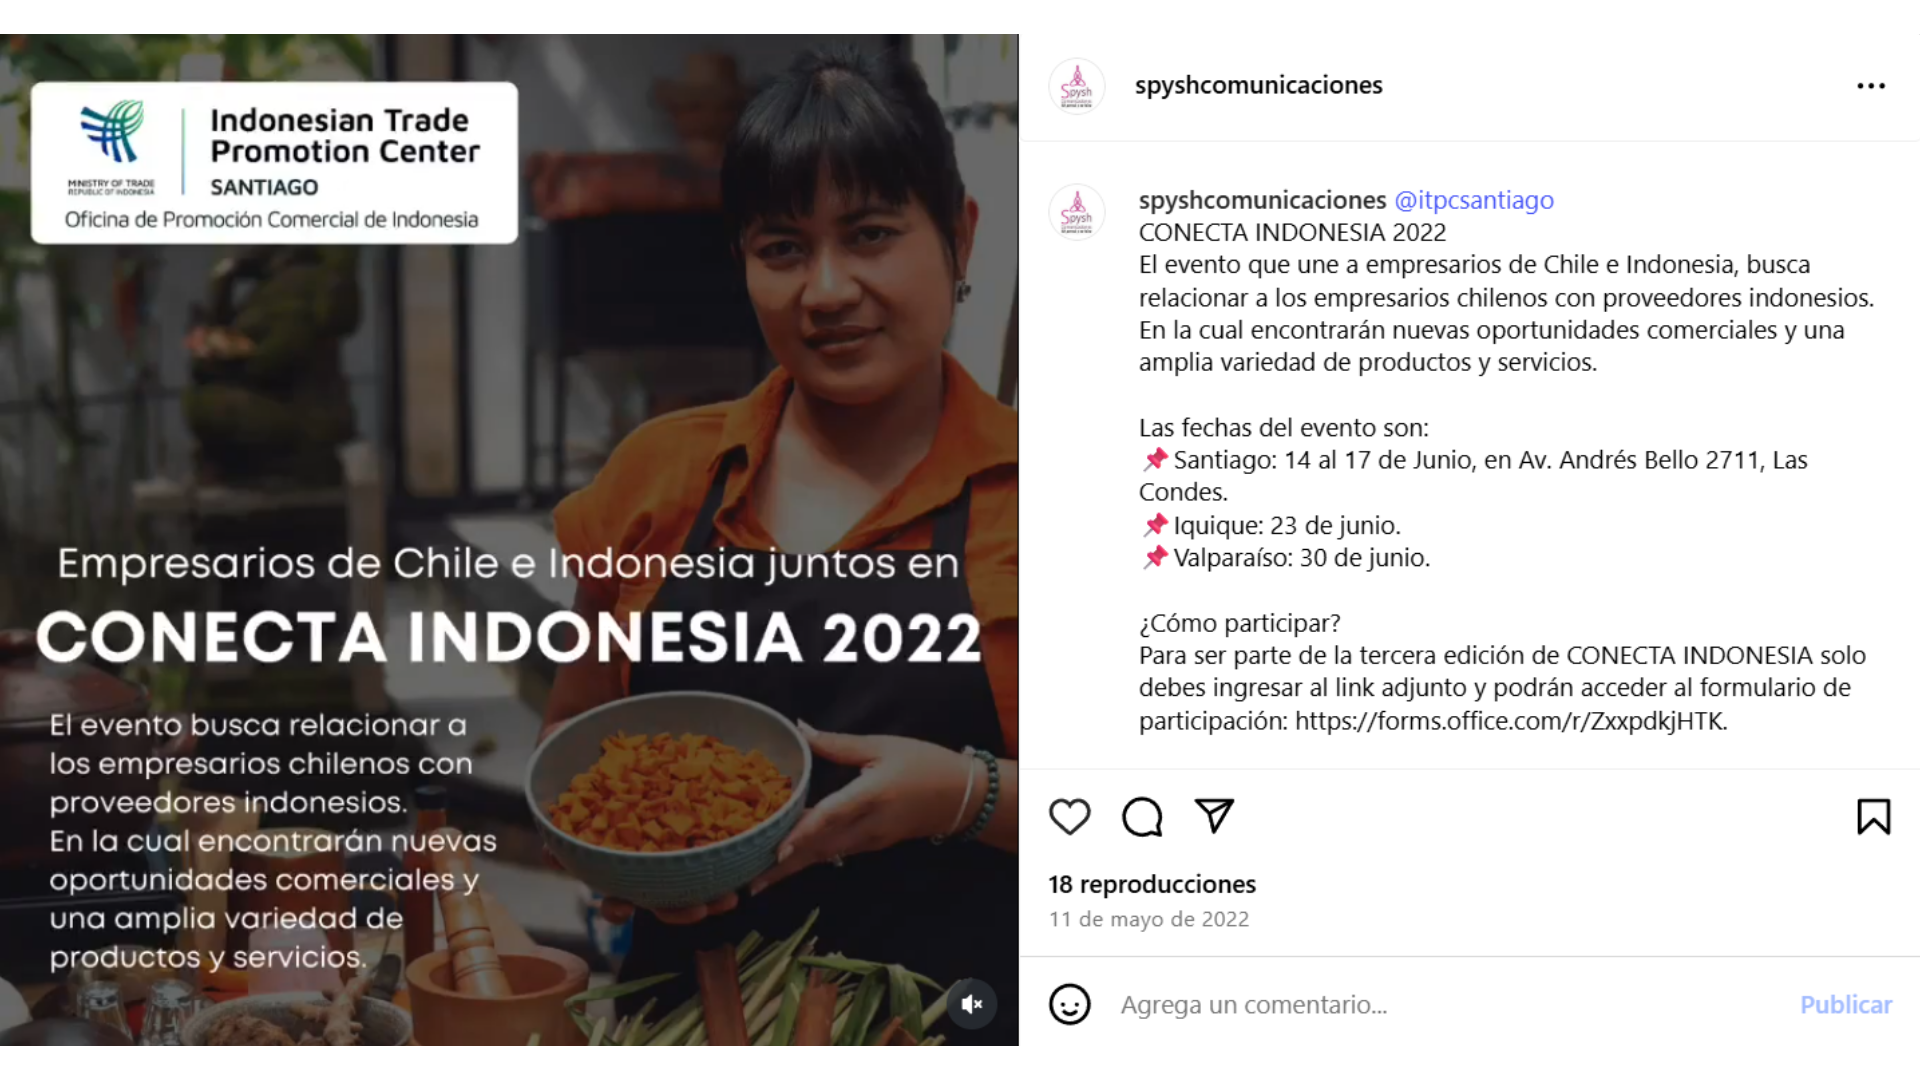 Indonesian Trade
Promotion Center
MINISTRY OF TRADE
REPUBLIC OF INDONESIA
SANTIAGO
Oficina de Promoción Comercial de Indonesia
Empresarios de Chile e Indonesia juntos en
CONECTA INDONESIA 2022
El evento busca relacionar a
los empresarios chilenos con
proveedores indonesios.
En la cual encontrarán nuevas
oportunidades comerciales y
una amplia variedad de
productos y servicios.
Spysh
spyshcomunicaciones
Spysh
spyshcomunicaciones @itpcsantiago
CONECTA INDONESIA 2022
El evento que une a empresarios de Chile e Indonesia, busca
relacionar a los empresarios chilenos con proveedores indonesios.
En la cual encontrarán nuevas oportunidades comerciales y una
amplia variedad de productos y servicios.
Las fechas del evento son:
📌 Santiago: 14 al 17 de Junio, en Av. Andrés Bello 2711, Las
Condes.
📌 Iquique: 23 de junio.
📌 Valparaíso: 30 de junio.
¿Cómo participar?
Para ser parte de la tercera edición de CONECTA INDONESIA solo
debes ingresar al link adjunto y podrán acceder al formulario de
participación: https://forms.office.com/r/ZxxpdkjHTK.
18 reproducciones
11 de mayo de 2022
Agrega un comentario...
Publicar